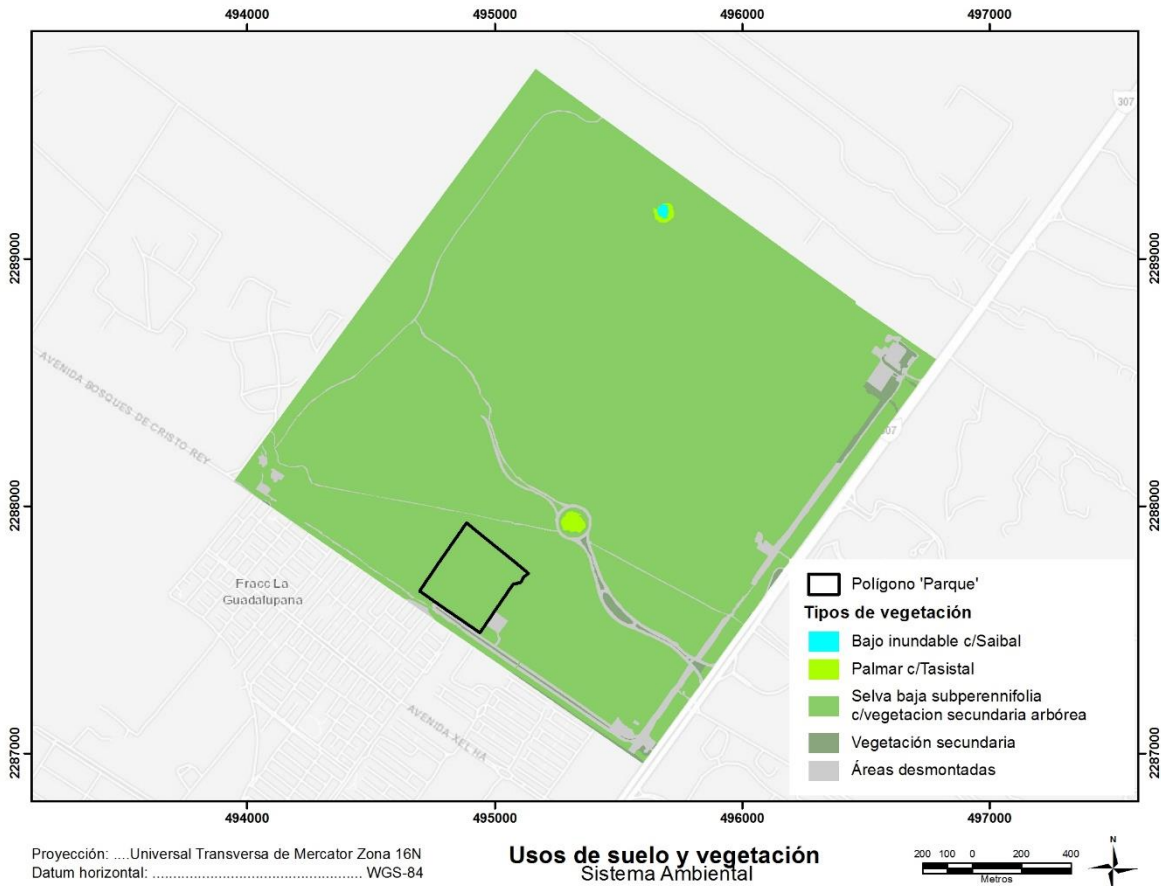 494000 495000 496000 497000
307
2289000 2289000
AVENIDA BOSQUES DE CRISTO REY
307
2288000 2288000
Fracc La
Guadalupana
AVENIDA XEL HA
Polígono 'Parque'
Tipos de vegetación
Bajo inundable c/Saibal
Palmar c/Tasistal
Selva baja subperennifolia
c/vegetacion secundaria arbórea
Vegetación secundaria
Áreas desmontadas
2287000 2287000
494000 495000 496000 497000
Proyección: ....Universal Transversa de Mercator Zona 16N
Datum horizontal: ................................................ WGS-84
Usos de suelo y vegetación
Sistema Ambiental
200 100 0 200 400
Metros
N